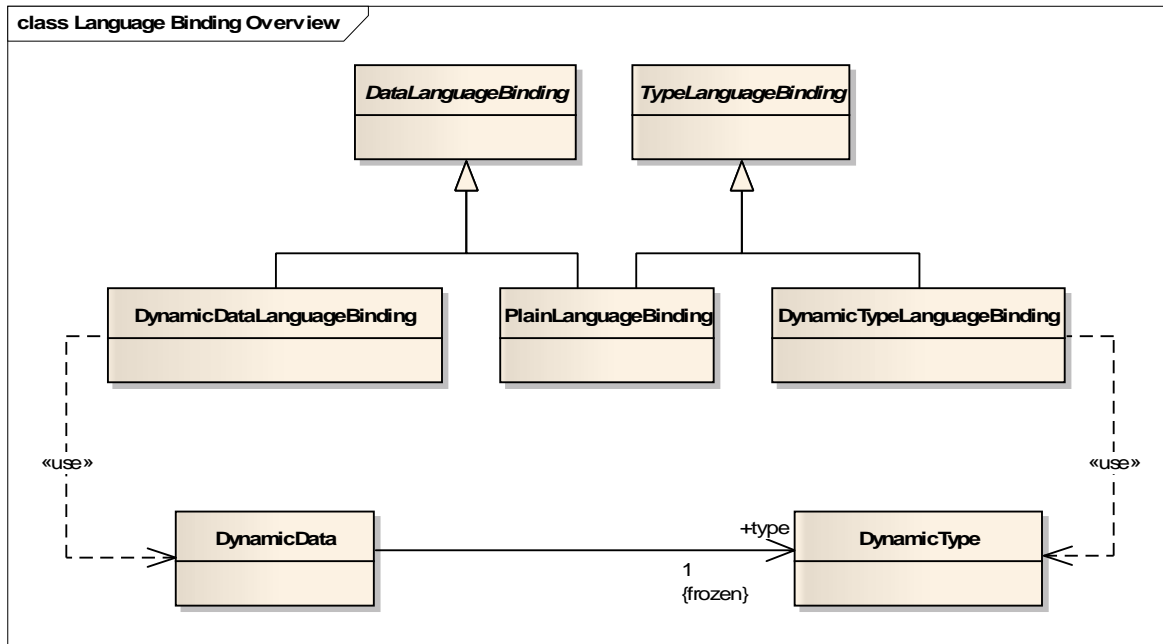 class Language Binding Overview
DataLanguageBinding
TypeLanguageBinding
DynamicDataLanguageBinding
PlainLanguageBinding
DynamicTypeLanguageBinding
«use»
«use»
DynamicData
+type
DynamicType
1
{frozen}